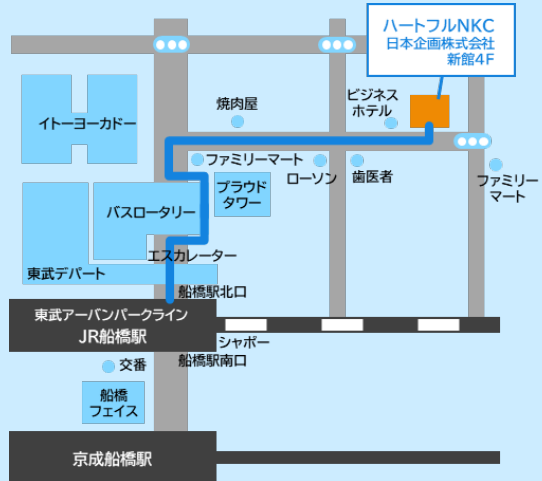 ハートフルNKC
日本企画株式会社
新館4F
焼肉屋
ビジネス
ホテル
イトーヨーカドー
ファミリーマート
ローソン
歯医者
ファミリー
マート
プラウド
タワー
バスロータリー
エスカレーター
東武デパート
船橋駅北口
東武アーバンパークライン
JR船橋駅
シャポー
船橋駅南口
交番
船橋
フェイス
京成船橋駅